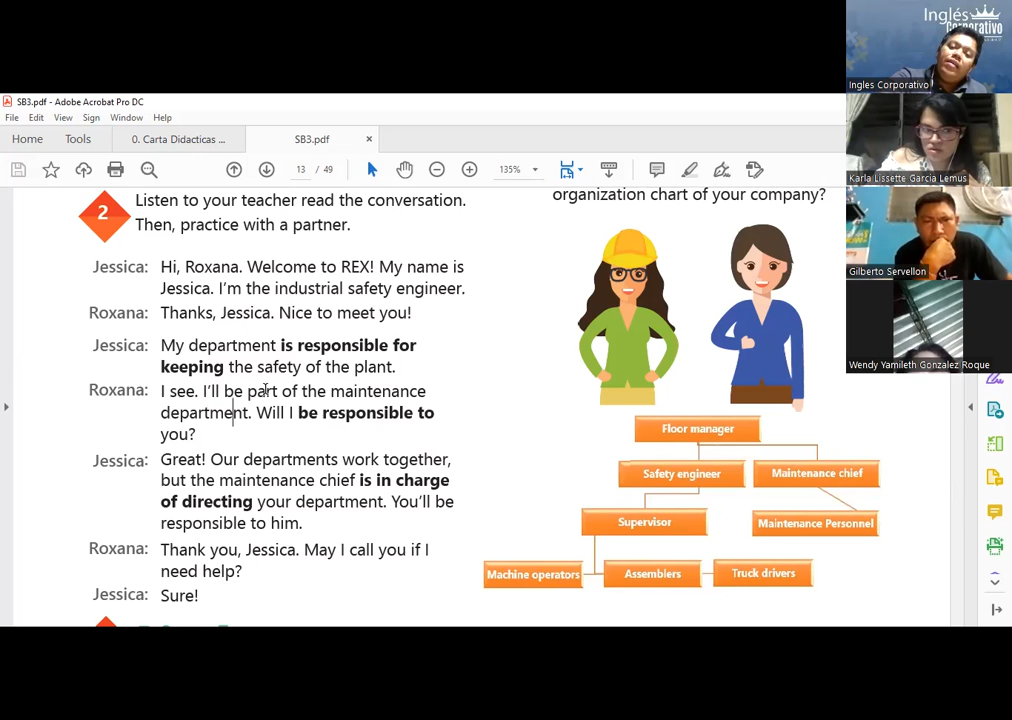 Inglés
Corporativo
Ingles Corporativo
SB3.pdf - Adobe Acrobat Pro DC
File Edit View Sign Window Help
Home Tools 0. Carta Didacticas ... SB3.pdf ×
13 / 49 135%
Karla Lissette Garcia Lemus
Gilberto Servellon
Wendy Yamileth Gonzalez Roque
2
Listen to your teacher read the conversation.
Then, practice with a partner.
Jessica: Hi, Roxana. Welcome to REX! My name is
Jessica. I'm the industrial safety engineer.
Roxana: Thanks, Jessica. Nice to meet you!
Jessica: My department is responsible for
keeping the safety of the plant.
Roxana: I see. I'll be part of the maintenance
department. Will I be responsible to
you?
Jessica: Great! Our departments work together,
but the maintenance chief is in charge
of directing your department. You'll be
responsible to him.
Roxana: Thank you, Jessica. May I call you if I
need help?
Jessica: Sure!
organization chart of your company?
Floor manager
Safety engineer Maintenance chief
Supervisor Maintenance Personnel
Machine operators Assemblers Truck drivers